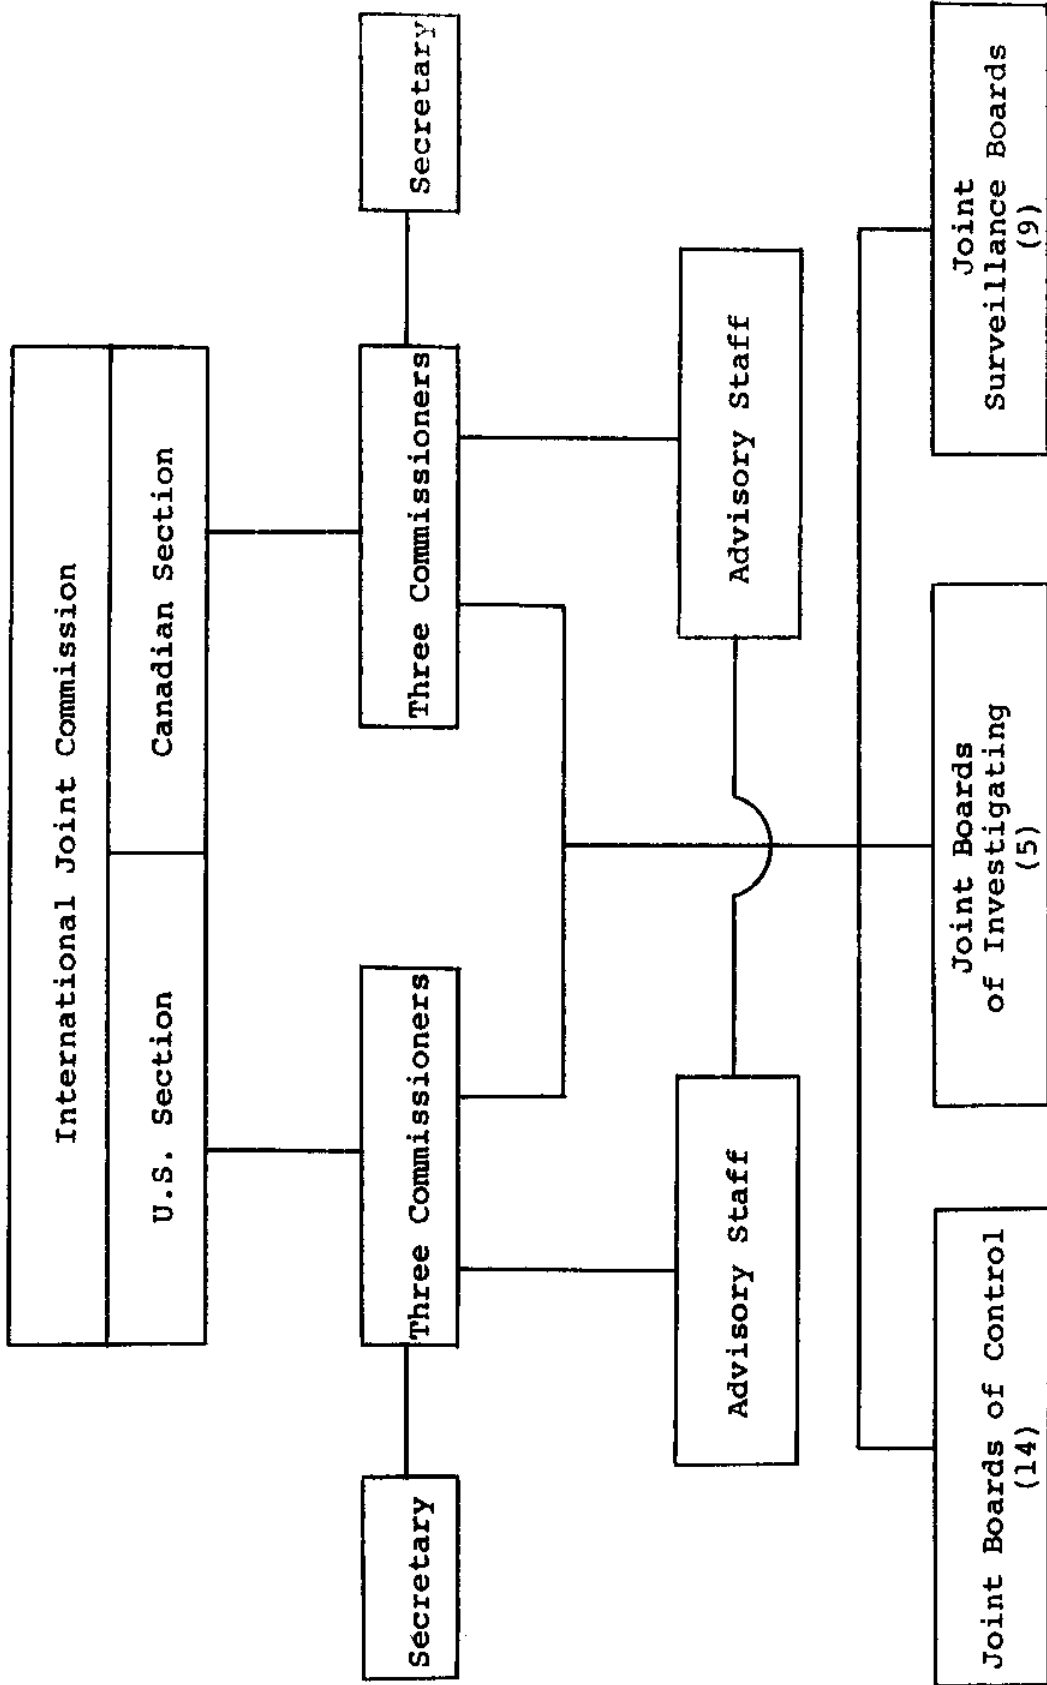 International Joint Commission
U.S. Section
Canadian Section
Secretary
Three Commissioners
Three Commissioners
Secretary
Advisory Staff
Advisory Staff
Joint Boards of Control
(14)
Joint Boards
of Investigating
(5)
Joint
Surveillance Boards
(9)